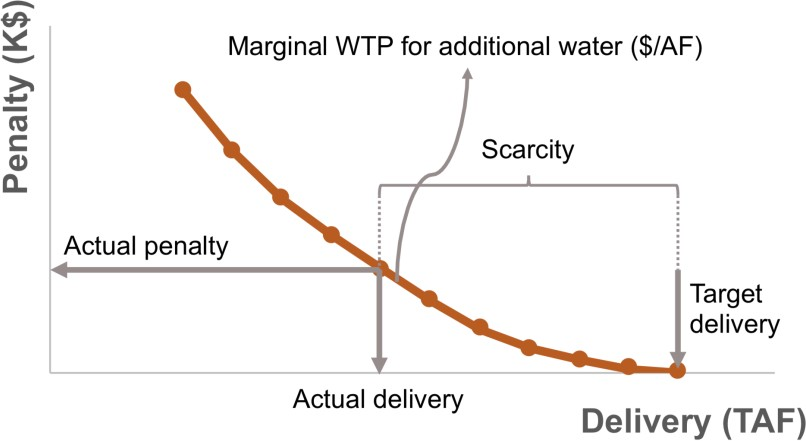 Penalty (K$)
Marginal WTP for additional water ($/AF)
Scarcity
Actual penalty
Target
delivery
Actual delivery
Delivery (TAF)